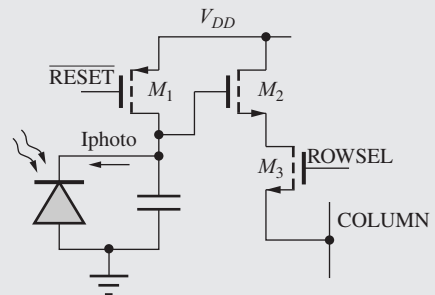 V_DD
RESET
M_1
M_2
Iphoto
M_3
ROWSEL
COLUMN